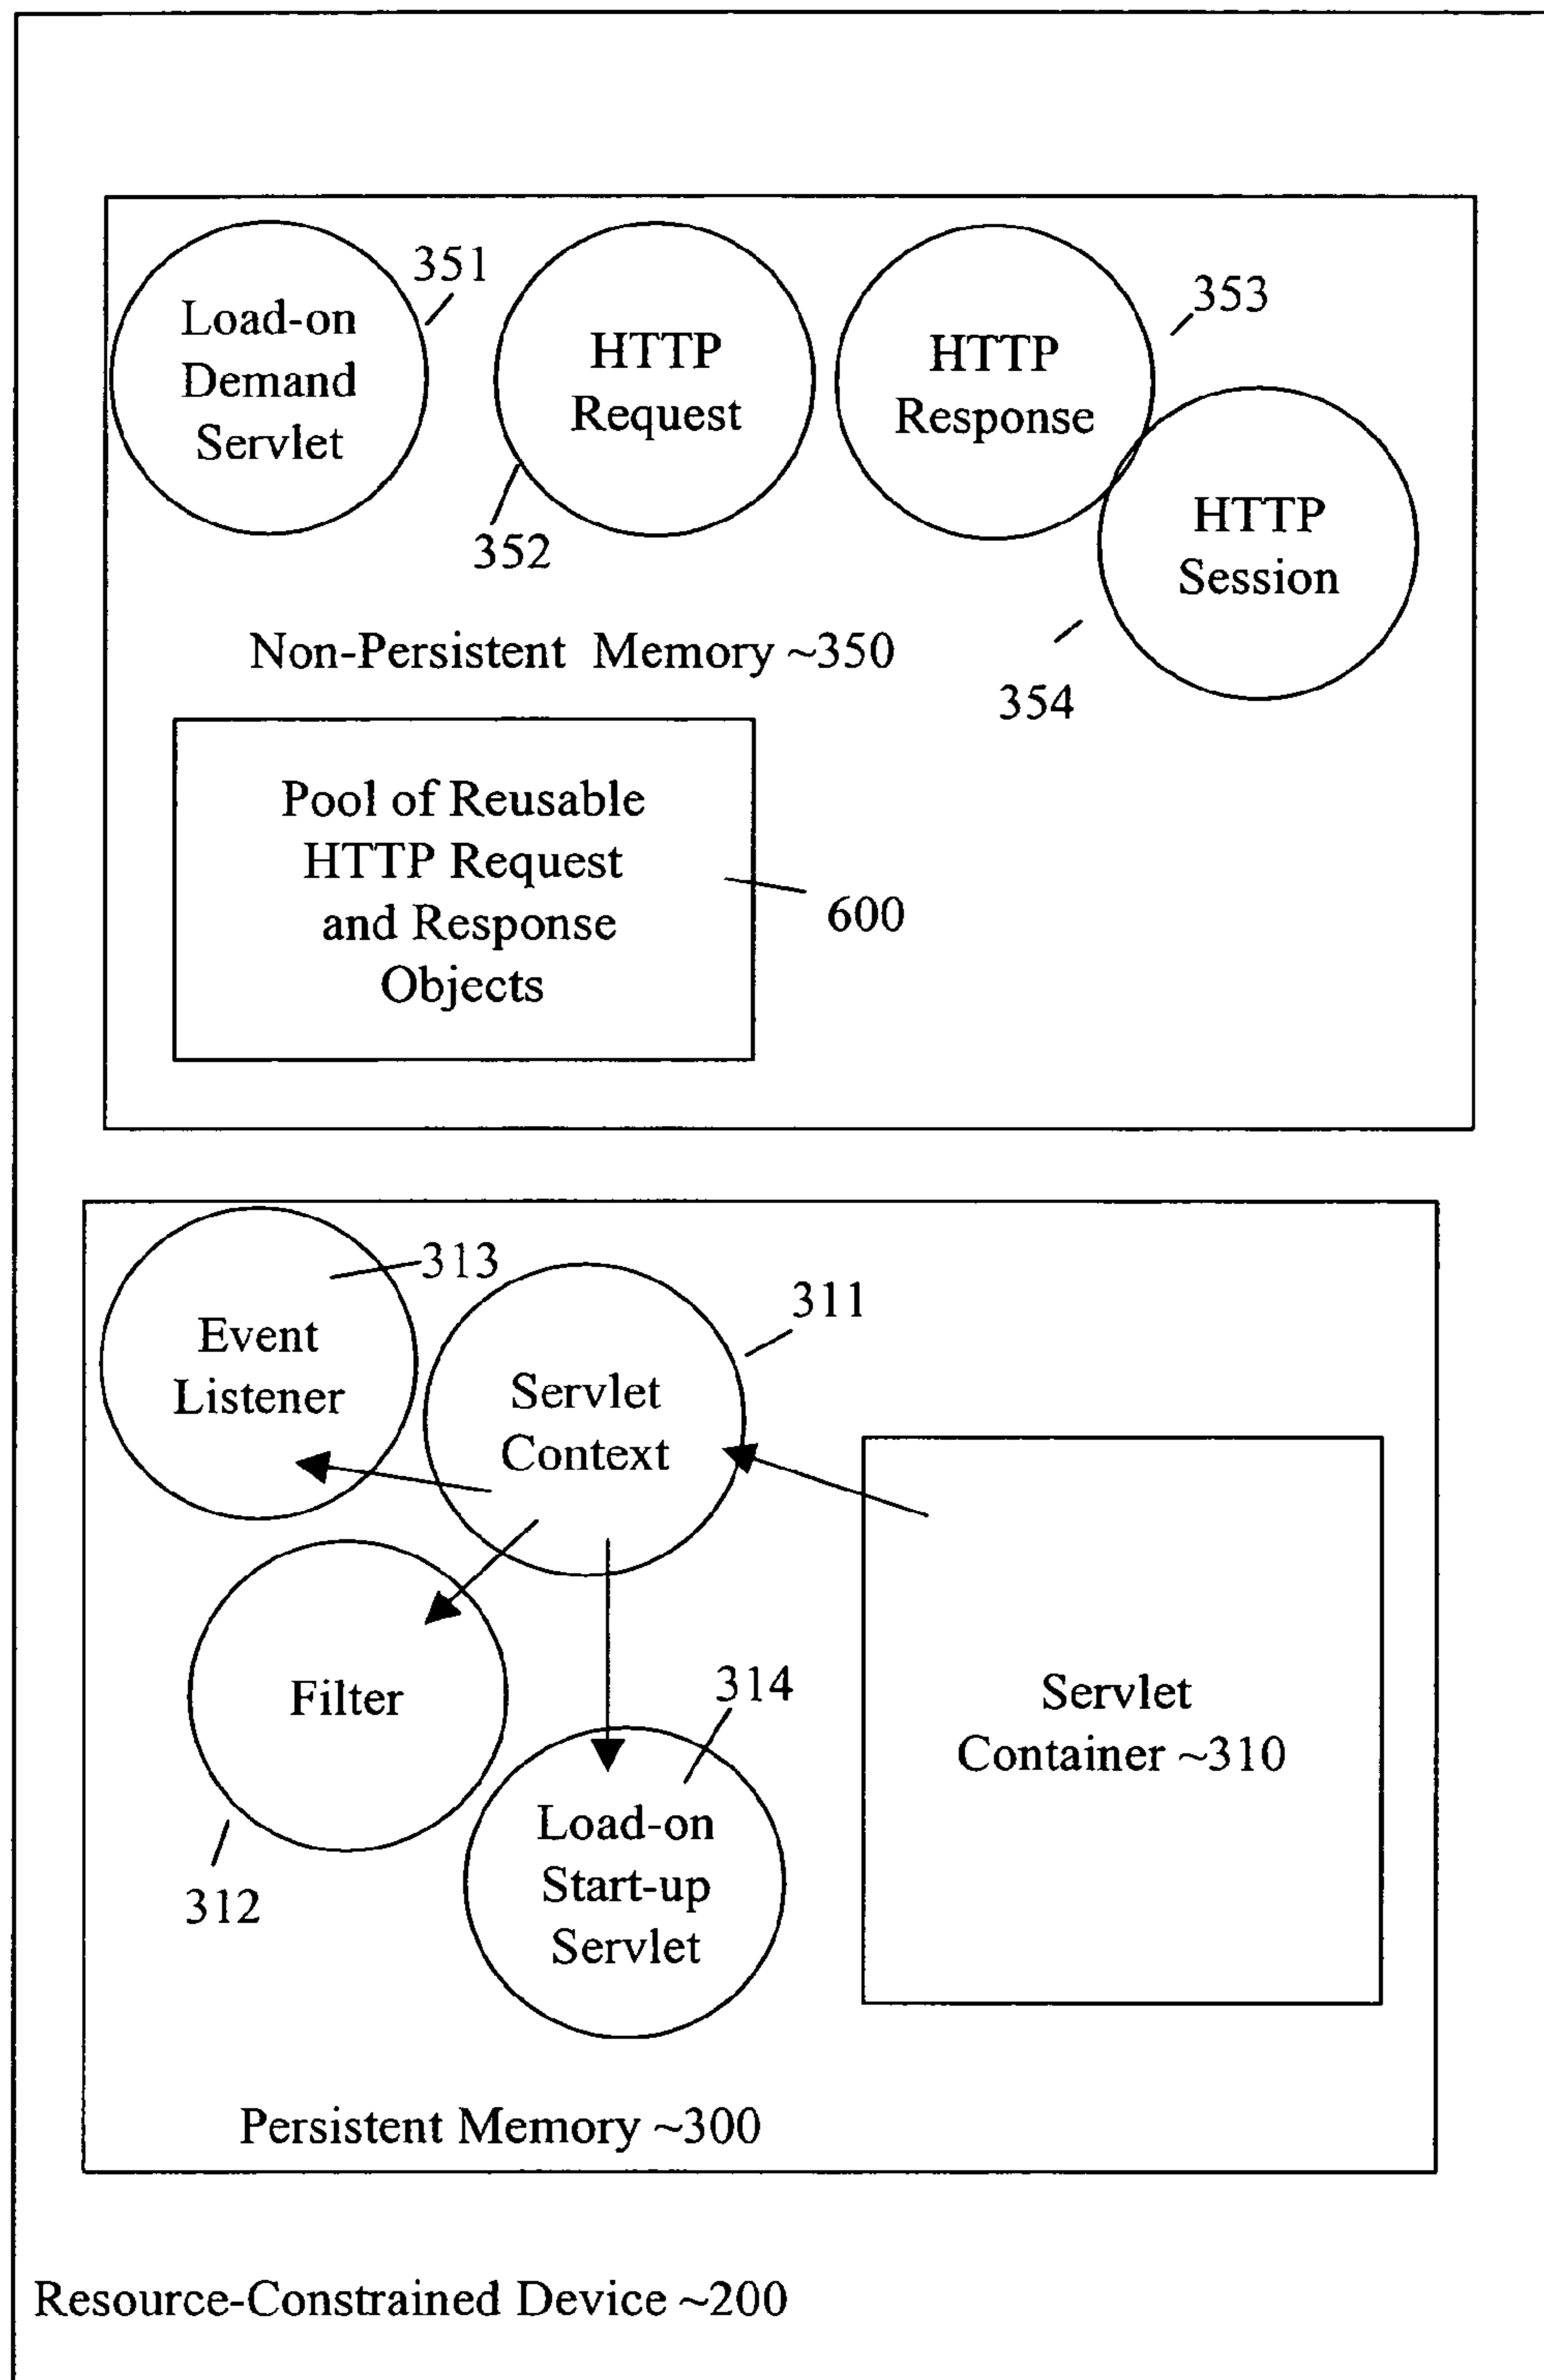 Load-on
Demand
Servlet
351
HTTP
Request
352
HTTP
Response
353
HTTP
Session
354
Non-Persistent Memory ~350
Pool of Reusable
HTTP Request
and Response
Objects
600
Event
Listener
313
Servlet
Context
311
Filter
312
Load-on
Start-up
Servlet
314
Servlet
Container ~310
Persistent Memory ~300
Resource-Constrained Device ~200